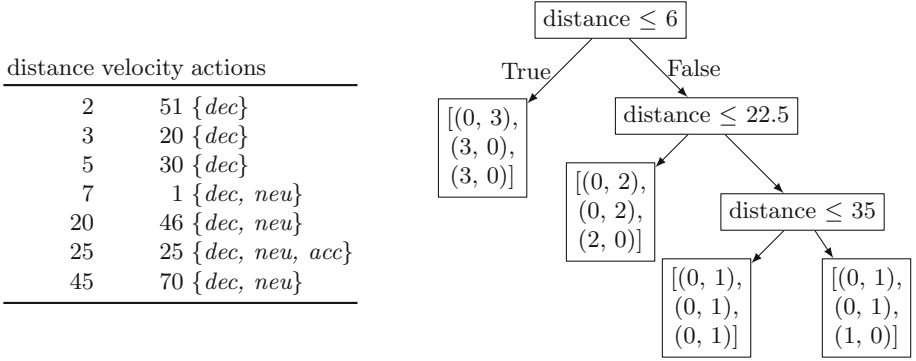 distance velocity actions
2 51 {dec}
3 20 {dec}
5 30 {dec}
7 1 {dec, neu}
20 46 {dec, neu}
25 25 {dec, neu, acc}
45 70 {dec, neu}
distance ≤ 6
True
False
[(0, 3),
(3, 0),
(3, 0)]
distance ≤ 22.5
[(0, 2),
(0, 2),
(2, 0)]
distance ≤ 35
[(0, 1),
(0, 1),
(0, 1)]
[(0, 1),
(0, 1),
(1, 0)]